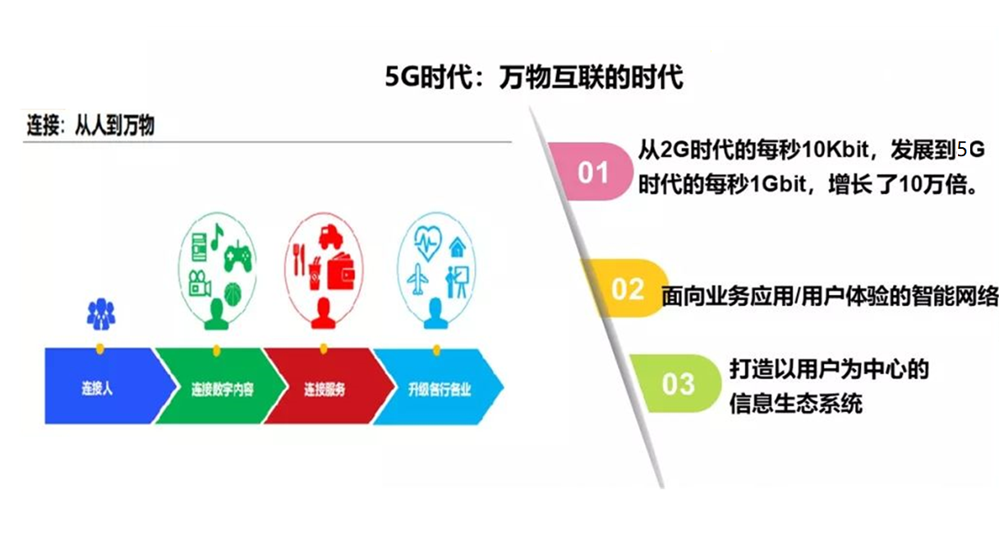 5G时代：万物互联的时代
连接：从人到万物
连接人
连接数字内容
连接服务
升级各行各业
01
从2G时代的每秒10Kbit，发展到5G
时代的每秒1Gbit，增长了10万倍。
02
面向业务应用/用户体验的智能网络
03
打造以用户为中心的
信息生态系统